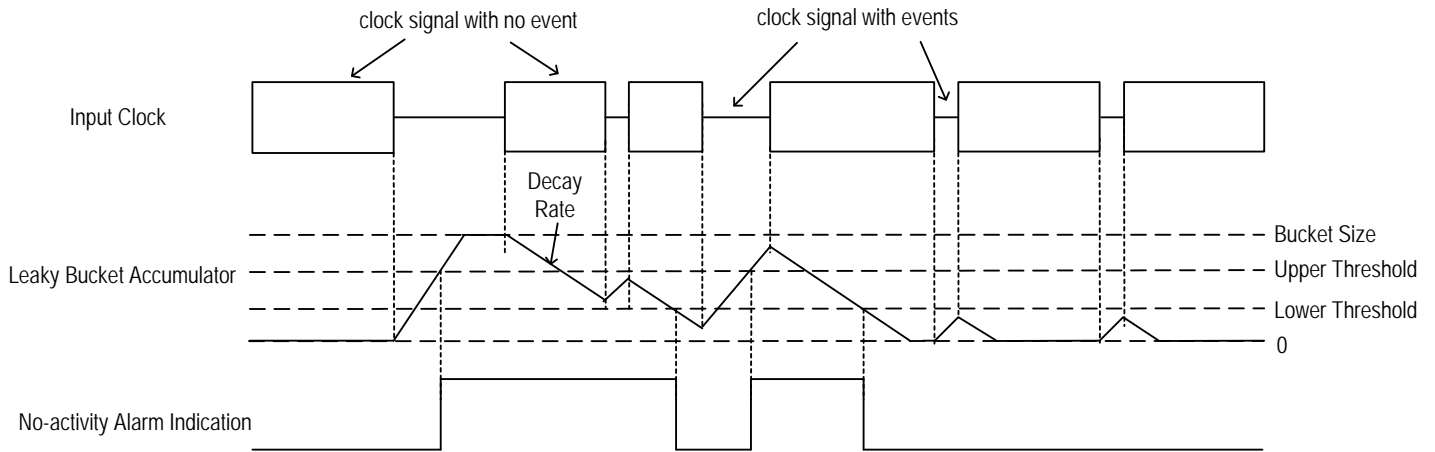 clock signal with no event
clock signal with events
Input Clock
Decay
Rate
Bucket Size
Leaky Bucket Accumulator
Upper Threshold
Lower Threshold
0
No-activity Alarm Indication